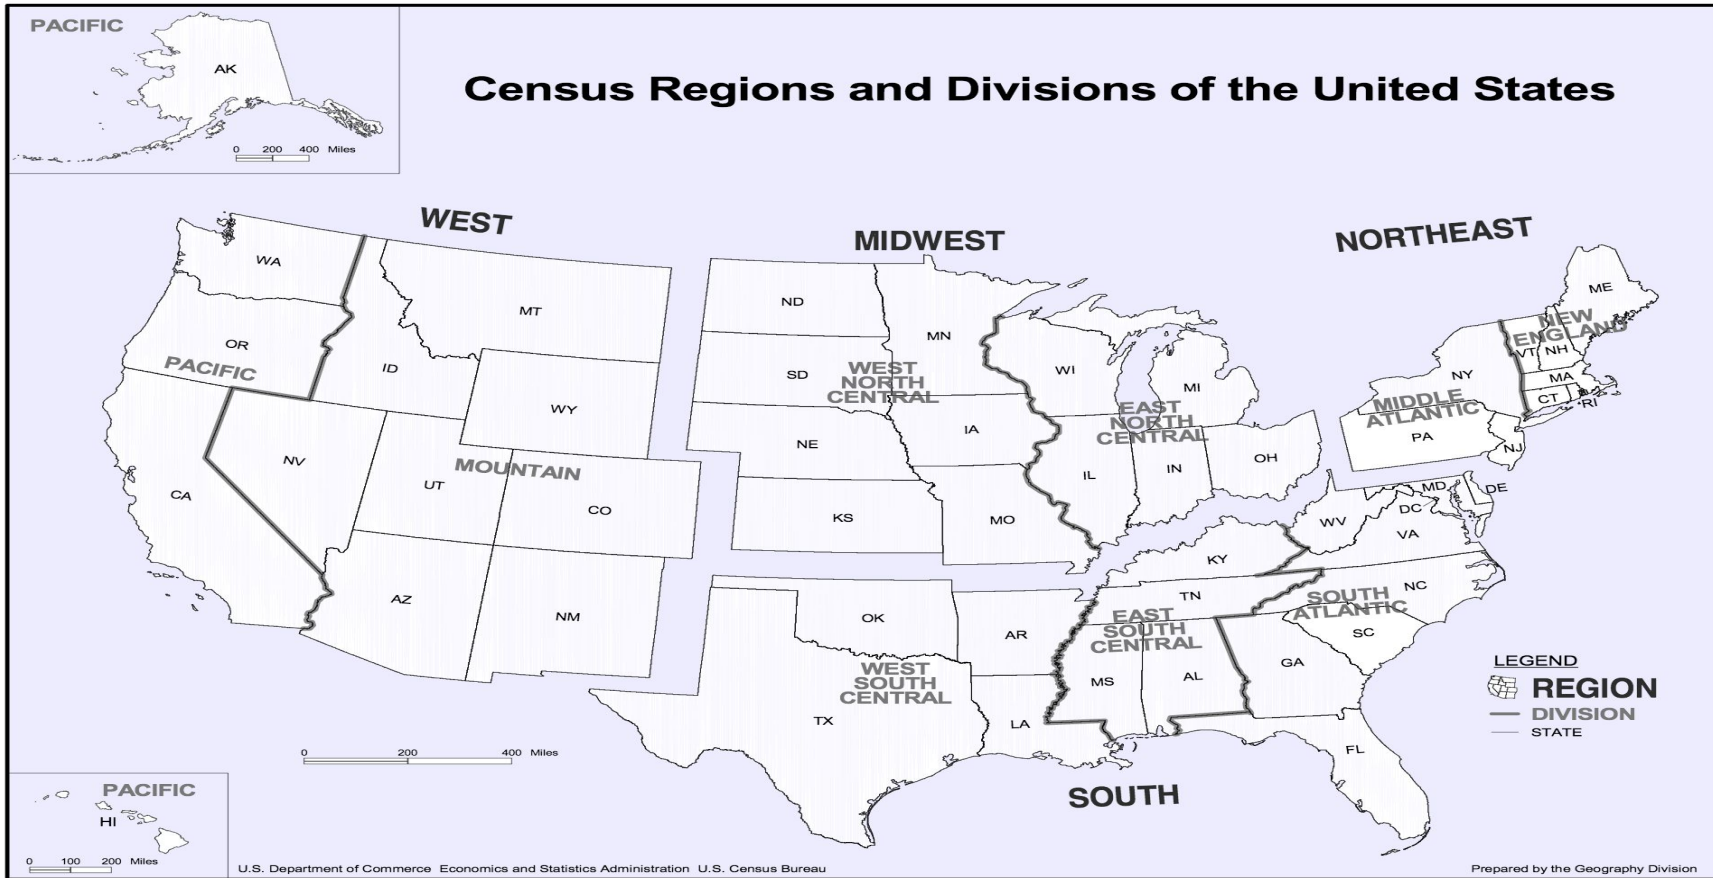 PACIFIC
AK
0 200 400 Miles
Census Regions and Divisions of the United States
WEST
MIDWEST
NORTHEAST
WA
MT
OR
PACIFIC
ID
WY
NV
MOUNTAIN
UT
CA
CO
AZ
NM
ND
MN
SD
WEST
NORTH
CENTRAL
NE
IA
KS
MO
WI
MI
EAST
NORTH
CENTRAL
IL
IN
OH
ME
NEW
ENGLAND
VT
NH
NY
MA
CT
RI
MIDDLE
ATLANTIC
PA
NJ
MD
DE
DC
WV
VA
KY
TN
NC
SOUTH
ATLANTIC
SC
EAST
SOUTH
CENTRAL
MS
AL
GA
FL
OK
AR
WEST
SOUTH
CENTRAL
TX
LA
SOUTH
LEGEND
REGION
DIVISION
STATE
0 200 400 Miles
PACIFIC
HI
0 100 200 Miles
U.S. Department of Commerce Economics and Statistics Administration U.S. Census Bureau
Prepared by the Geography Division